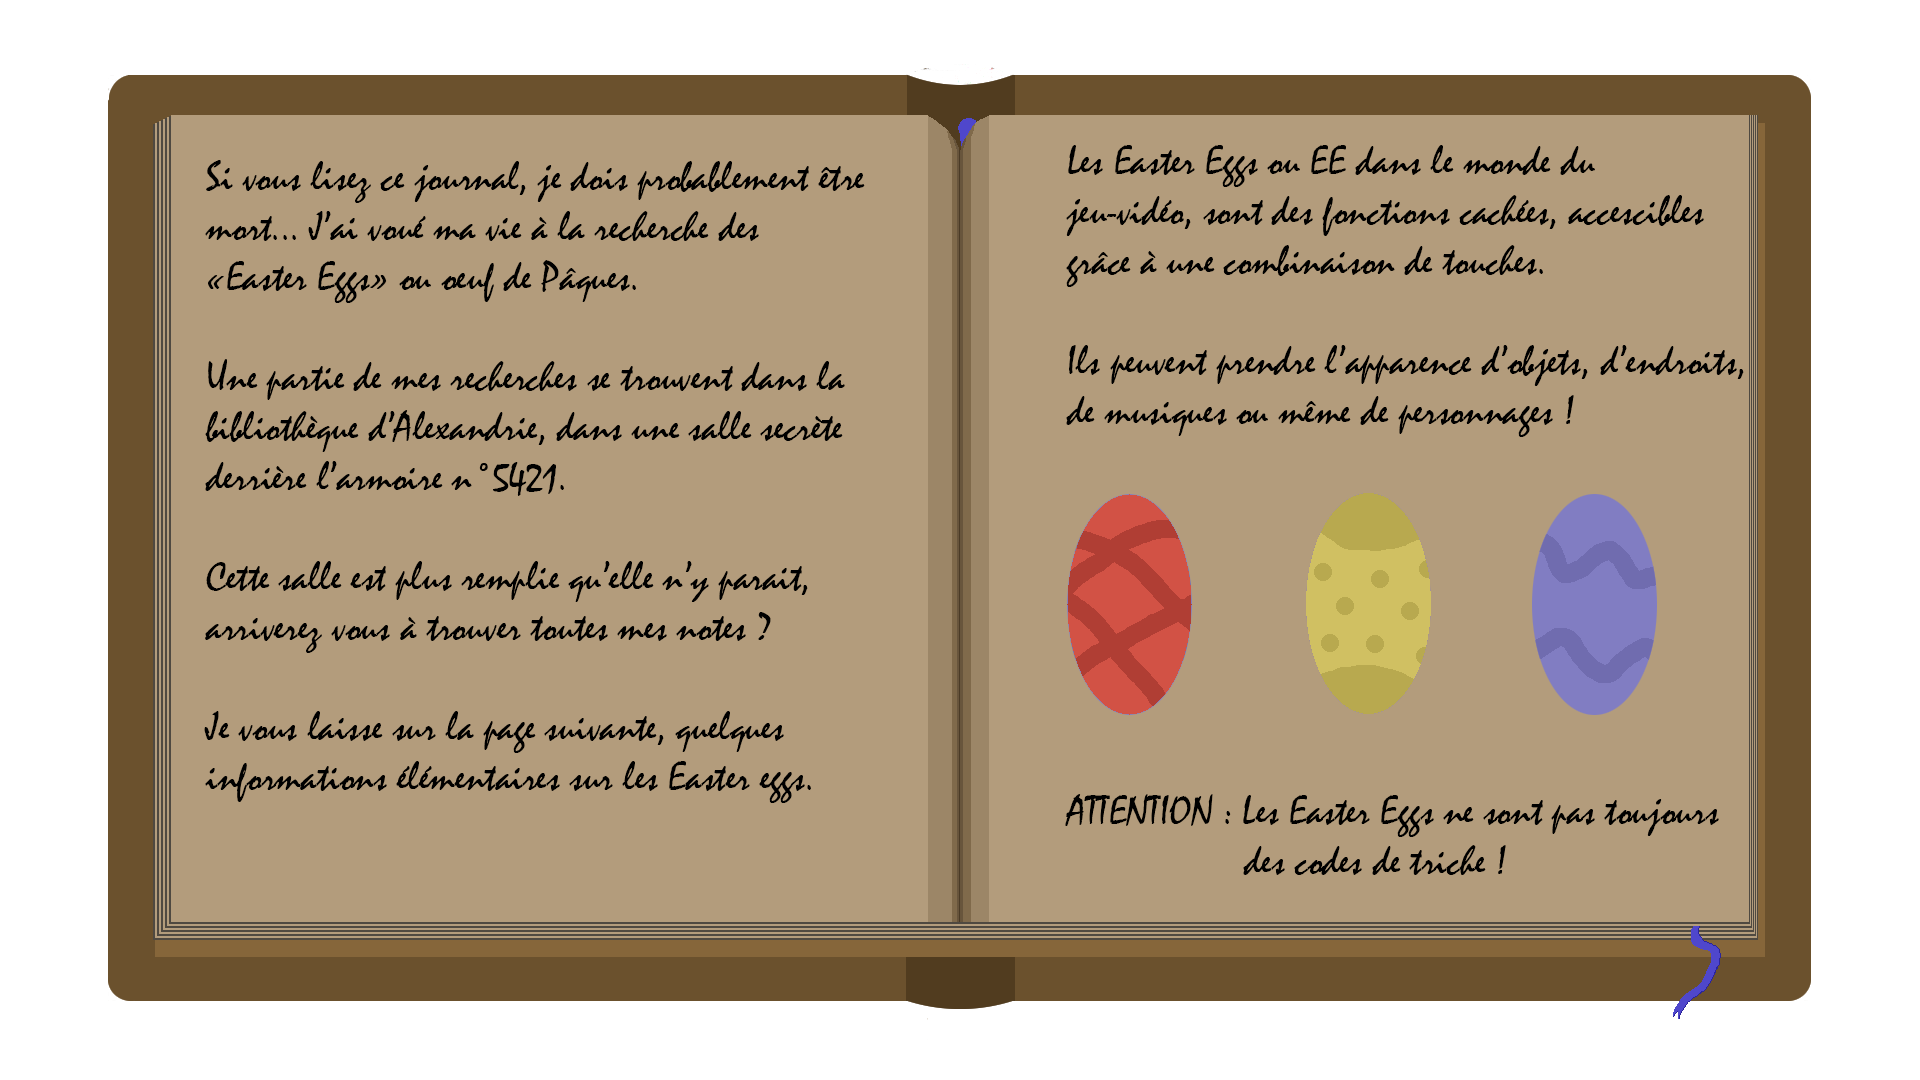 Si vous lisez ce journal, je dois probablement être
mort... J'ai voué ma vie à la recherche des
«Easter Eggs» ou oeuf de Pâques.
Une partie de mes recherches se trouvent dans la
bibliothèque d'Alexandrie, dans une salle secrète
derrière l'armoire n°5421.
Cette salle est plus remplie qu'elle n'y parait,
arriverez vous à trouver toutes mes notes ?
Je vous laisse sur la page suivante, quelques
informations élémentaires sur les Easter eggs.
Les Easter Eggs ou EE dans le monde du
jeu-vidéo, sont des fonctions cachées, accescibles
grâce à une combinaison de touches.
Ils peuvent prendre l'apparence d'objets, d'endroits,
de musiques ou même de personnages !
ATTENTION : Les Easter Eggs ne sont pas toujours
des codes de triche !